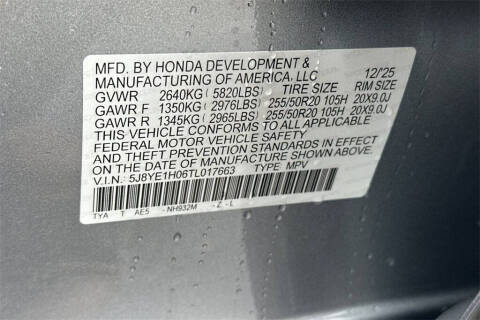 MFD. BY HONDA DEVELOPMENT &
MANUFACTURING OF AMERICA, LLC 12/25
GVWR 2640KG (5820LBS) TIRE SIZE RIM SIZE
GAWR F 1350KG (2976LBS) 255/50R20 105H 20X9.0J
GAWR R 1345KG (2965LBS) 255/50R20 105H 20X9.0J
THIS VEHICLE CONFORMS TO ALL APPLICABLE
FEDERAL MOTOR VEHICLE SAFETY
AND THEFT PREVENTION STANDARDS IN EFFECT
ON THE DATE OF MANUFACTURE SHOWN ABOVE.
V.I.N.: 5J8YE1H06TL017663 TYPE: MPV
TYA T AE5 - NH932M - Z - L